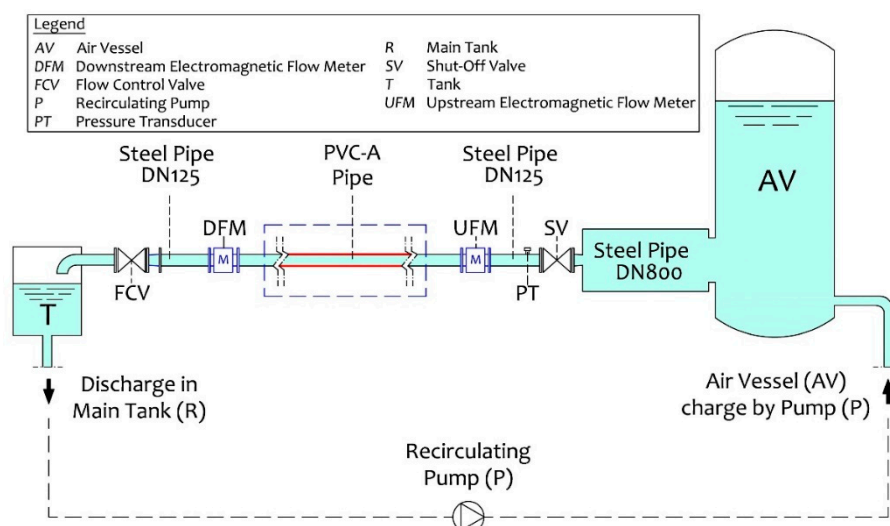 Legend
AV Air Vessel
DFM Downstream Electromagnetic Flow Meter
FCV Flow Control Valve
P Recirculating Pump
PT Pressure Transducer
R Main Tank
SV Shut-Off Valve
T Tank
UFM Upstream Electromagnetic Flow Meter
Steel Pipe
DN125
PVC-A
Pipe
Steel Pipe
DN125
AV
DFM
UFM
SV
Steel Pipe
DN800
M
M
FCV
PT
T
Discharge in
Main Tank (R)
Air Vessel (AV)
charge by Pump (P)
Recirculating
Pump (P)